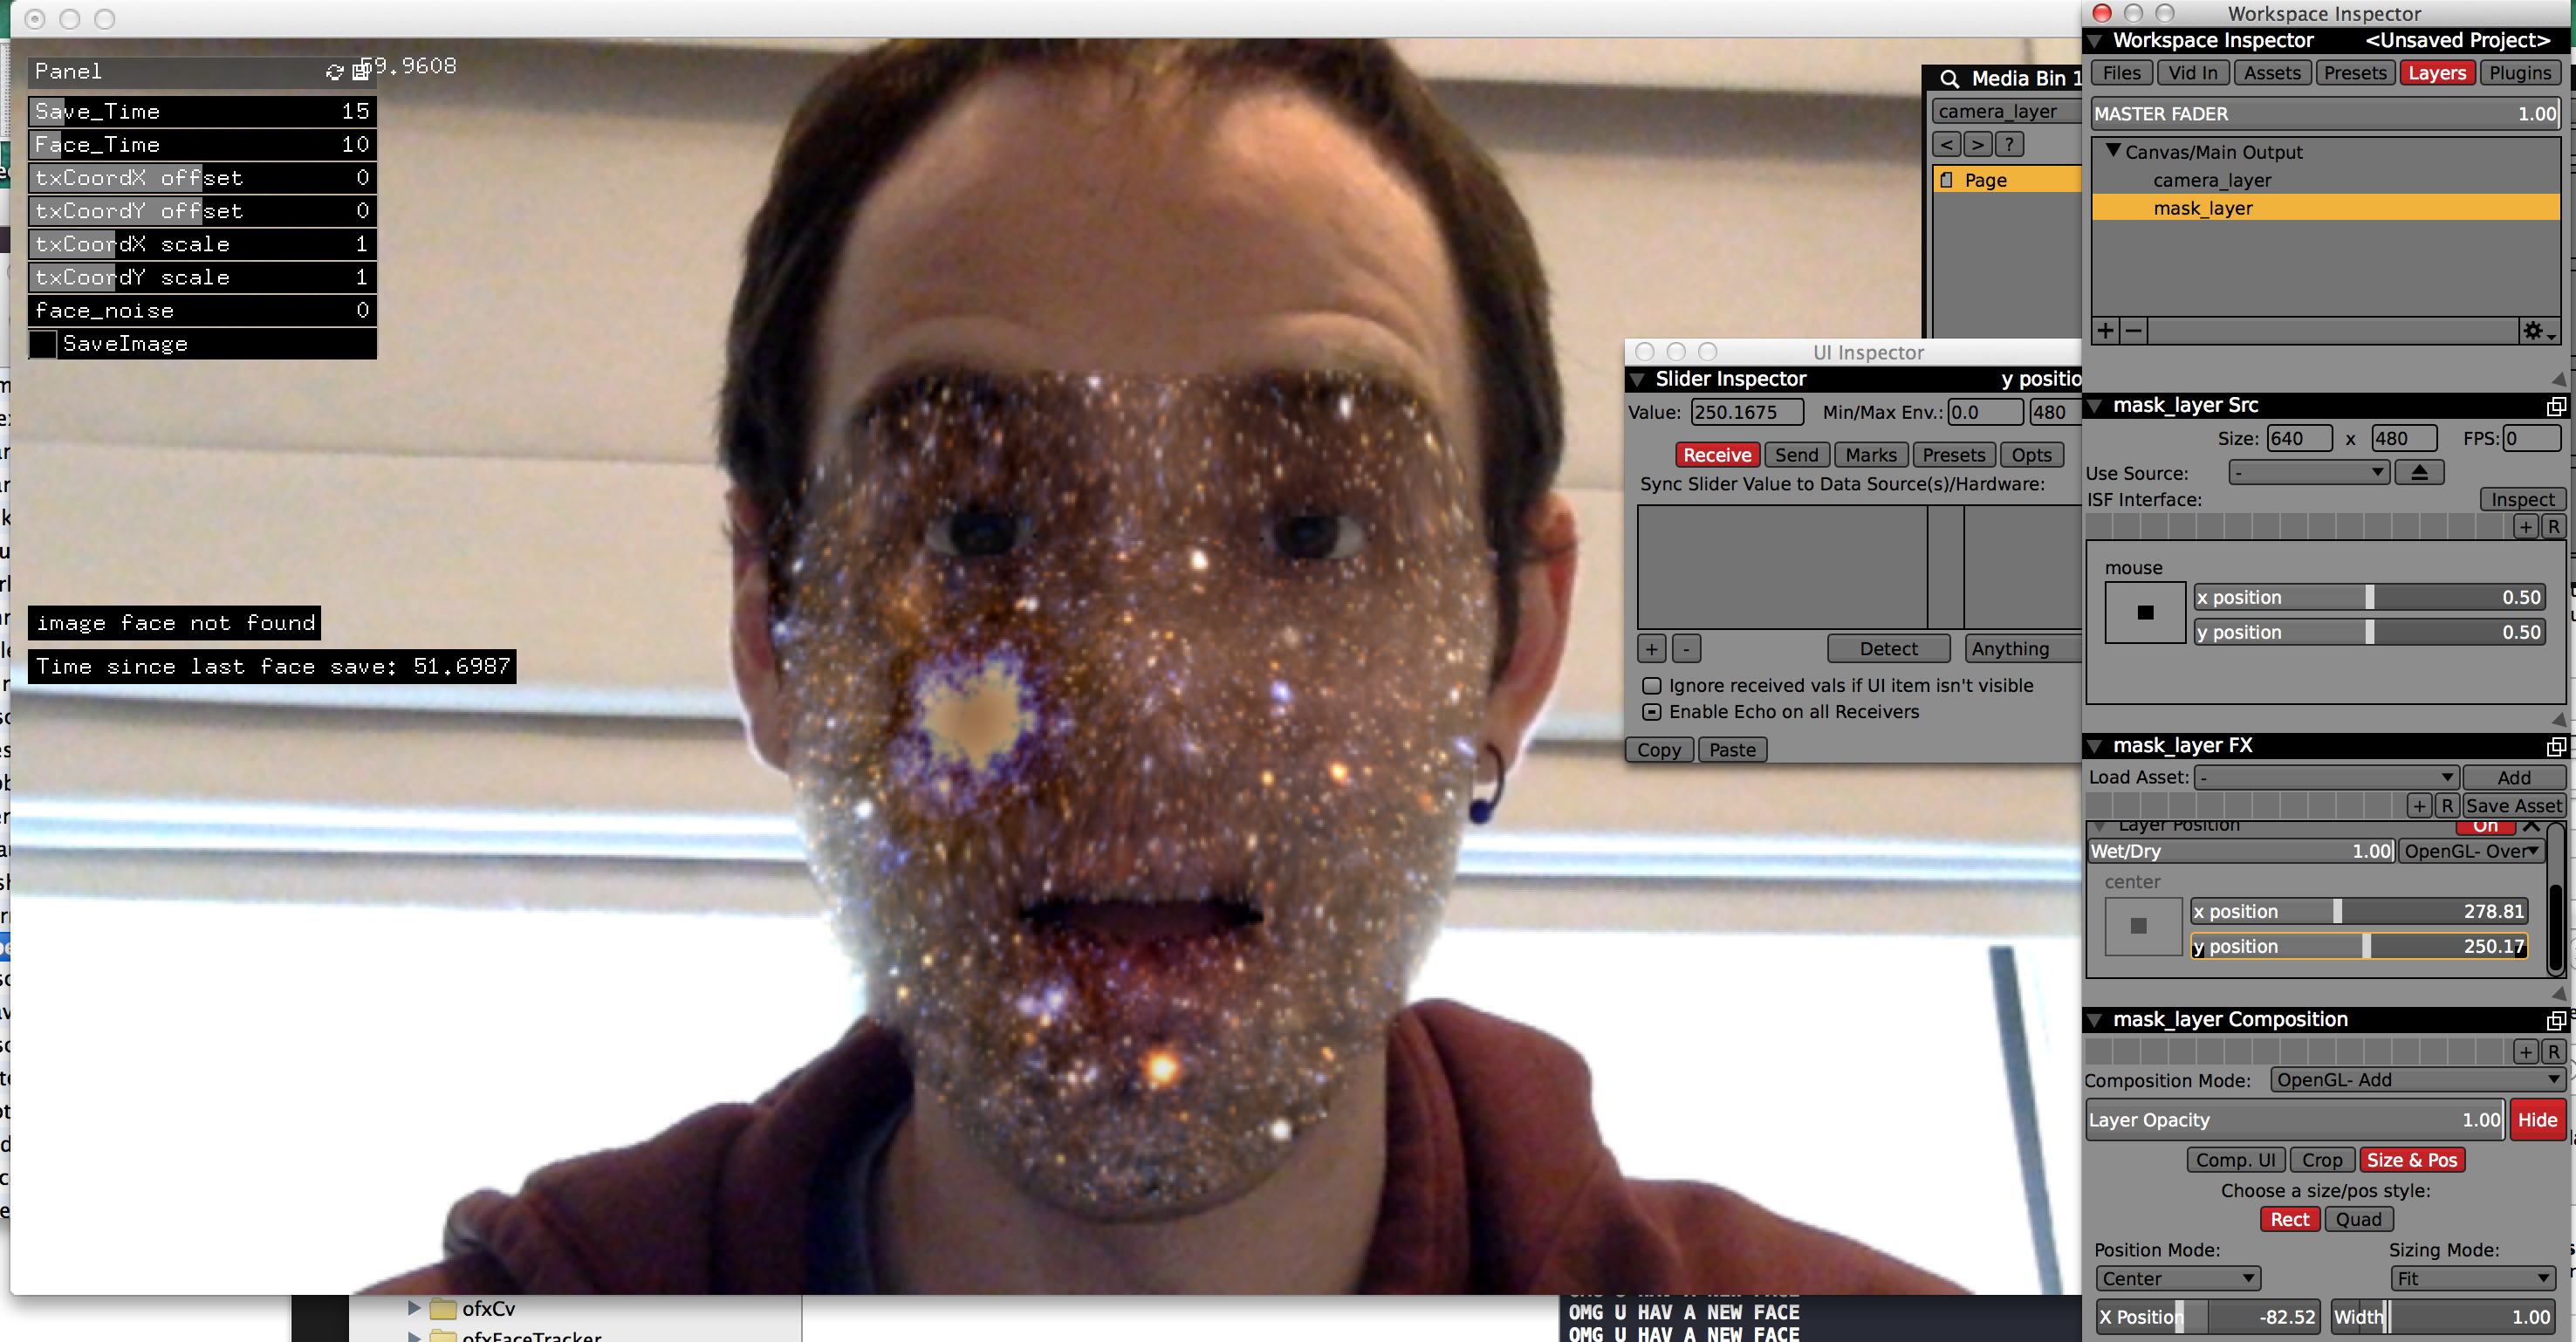 Panel
59.9608
Save_Time 15
Face_Time 10
txCoordX offset 0
txCoordY offset 0
txCoordX scale 1
txCoordY scale 1
face_noise 0
SaveImage
image face not found
Time since last face save: 51.6987
ofxCv
ofxFaceTracker
OMG U HAV A NEW FACE
OMG U HAV A NEW FACE
OMG U HAV A NEW FACE
Media Bin 1
camera_layer
< > ?
Page
UI Inspector
Slider Inspector y positio
Value: 250.1675 Min/Max Env.: 0.0 480
Receive Send Marks Presets Opts
Sync Slider Value to Data Source(s)/Hardware:
+ - Detect Anything
Ignore received vals if UI item isn't visible
Enable Echo on all Receivers
Copy Paste
Workspace Inspector
Workspace Inspector <Unsaved Project>
Files Vid In Assets Presets Layers Plugins
MASTER FADER 1.00
Canvas/Main Output
camera_layer
mask_layer
+ -
mask_layer Src
Size: 640 x 480 FPS: 0
Use Source: -
ISF Interface: Inspect
+ R
mouse
x position 0.50
y position 0.50
mask_layer FX
Load Asset: - Add
+ R Save Asset
Layer Position On
Wet/Dry 1.00 OpenGL- Over
center
x position 278.81
y position 250.17
mask_layer Composition
+ R
Composition Mode: OpenGL- Add
Layer Opacity 1.00 Hide
Comp. UI Crop Size & Pos
Choose a size/pos style:
Rect Quad
Position Mode: Sizing Mode:
Center Fit
X Position -82.52 Width 1.00